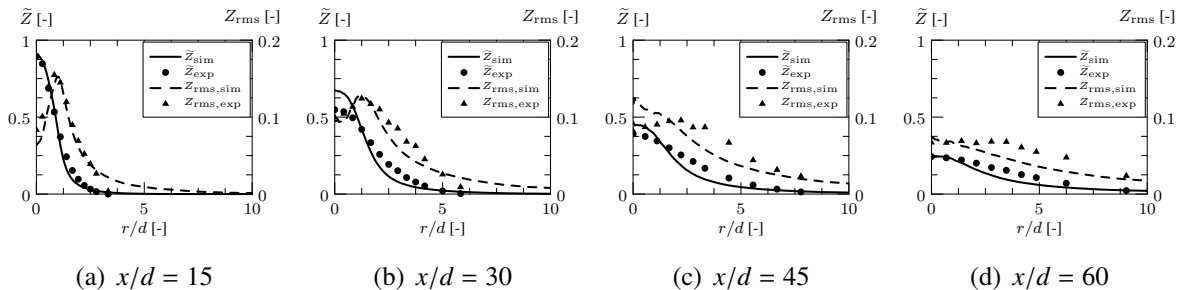 Z̃ [-] Z_rms [-]
1 0.2
0.5 0.1
0 0
0 5 10
r/d [-]
Z̃_sim
Z̃_exp
Z_rms,sim
Z_rms,exp
(a) x/d = 15
Z̃ [-] Z_rms [-]
1 0.2
0.5 0.1
0 0
0 5 10
r/d [-]
Z̃_sim
Z̃_exp
Z_rms,sim
Z_rms,exp
(b) x/d = 30
Z̃ [-] Z_rms [-]
1 0.2
0.5 0.1
0 0
0 5 10
r/d [-]
Z̃_sim
Z̃_exp
Z_rms,sim
Z_rms,exp
(c) x/d = 45
Z̃ [-] Z_rms [-]
1 0.2
0.5 0.1
0 0
0 5 10
r/d [-]
Z̃_sim
Z̃_exp
Z_rms,sim
Z_rms,exp
(d) x/d = 60